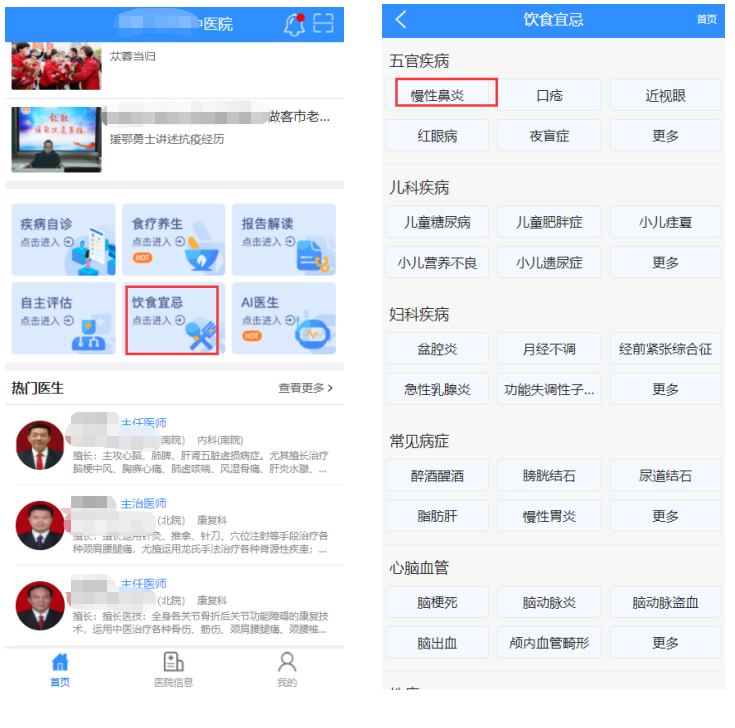 中医院
苁蓉当归
做客市老...
援鄂勇士讲述抗疫经历
疾病自诊
点击进入
食疗养生
点击进入
HOT
报告解读
点击进入
自主评估
点击进入
饮食宜忌
点击进入
AI医生
点击进入
HOT
热门医生
查看更多
主任医师
(南院) 内科(南院)
擅长：主攻心脑、肺脾、肝肾五脏虚损病症。尤其擅长治疗
脑梗中风、胸痹心痛、肺虚咳喘、风湿骨痛、肝炎水臌、...
主治医师
(北院) 康复科
擅长：擅长运用针灸、推拿、针刀、穴位注射等手段治疗各
种颈肩腰腿痛，尤擅运用龙氏手法治疗各种脊源性疾患；...
主任医师
(北院) 康复科
擅长：擅长医技：全身各关节骨折后关节功能障碍的康复技
术，运用中医治疗各种骨伤、筋伤、颈肩腰腿痛、颈腰椎...
首页
医院信息
我的
饮食宜忌
首页
五官疾病
慢性鼻炎
口疮
近视眼
红眼病
夜盲症
更多
儿科疾病
儿童糖尿病
儿童肥胖症
小儿疰夏
小儿营养不良
小儿遗尿症
更多
妇科疾病
盆腔炎
月经不调
经前紧张综合征
急性乳腺炎
功能失调性子...
更多
常见病症
醉酒醒酒
膀胱结石
尿道结石
脂肪肝
慢性胃炎
更多
心脑血管
脑梗死
脑动脉炎
脑动脉盗血
脑出血
颅内血管畸形
更多